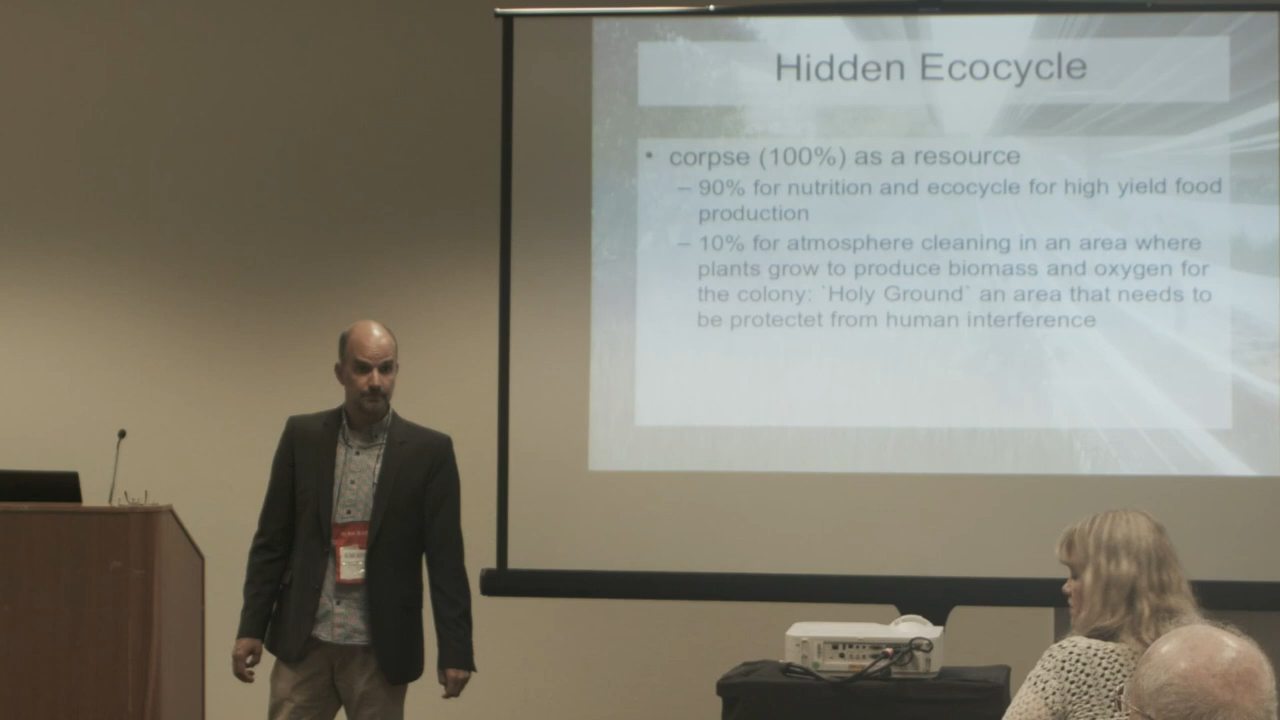 Hidden Ecocycle
• corpse (100%) as a resource
– 90% for nutrition and ecocycle for high yield food
production
– 10% for atmosphere cleaning in an area where
plants grow to produce biomass and oxygen for
the colony: `Holy Ground` an area that needs to
be protectet from human interference